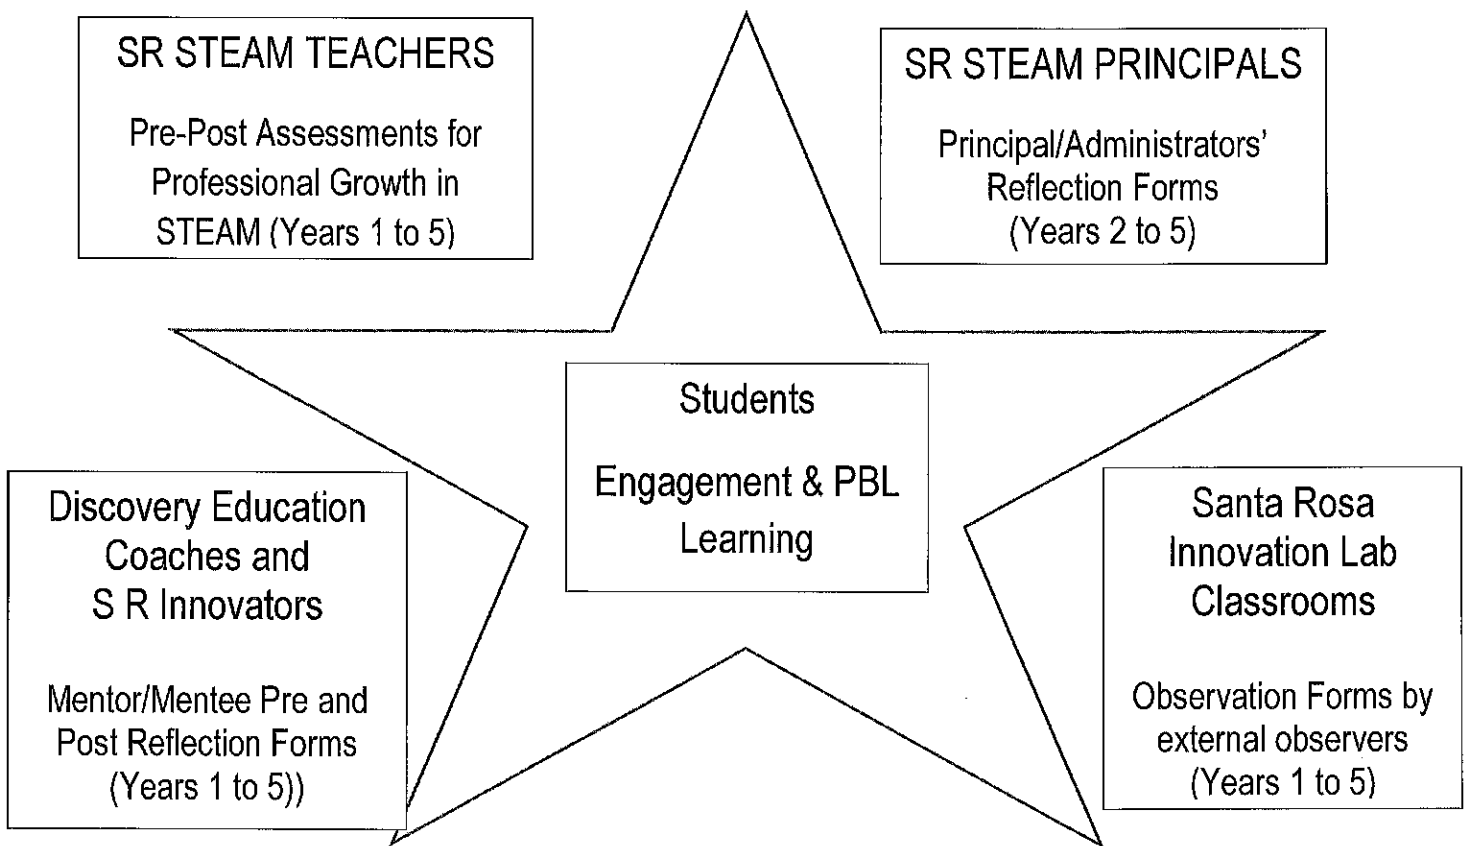 SR STEAM TEACHERS
Pre-Post Assessments for
Professional Growth in
STEAM (Years 1 to 5)
SR STEAM PRINCIPALS
Principal/Administrators’
Reflection Forms
(Years 2 to 5)
Students
Engagement & PBL
Learning
Discovery Education
Coaches and
S R Innovators
Mentor/Mentee Pre and
Post Reflection Forms
(Years 1 to 5))
Santa Rosa
Innovation Lab
Classrooms
Observation Forms by
external observers
(Years 1 to 5)